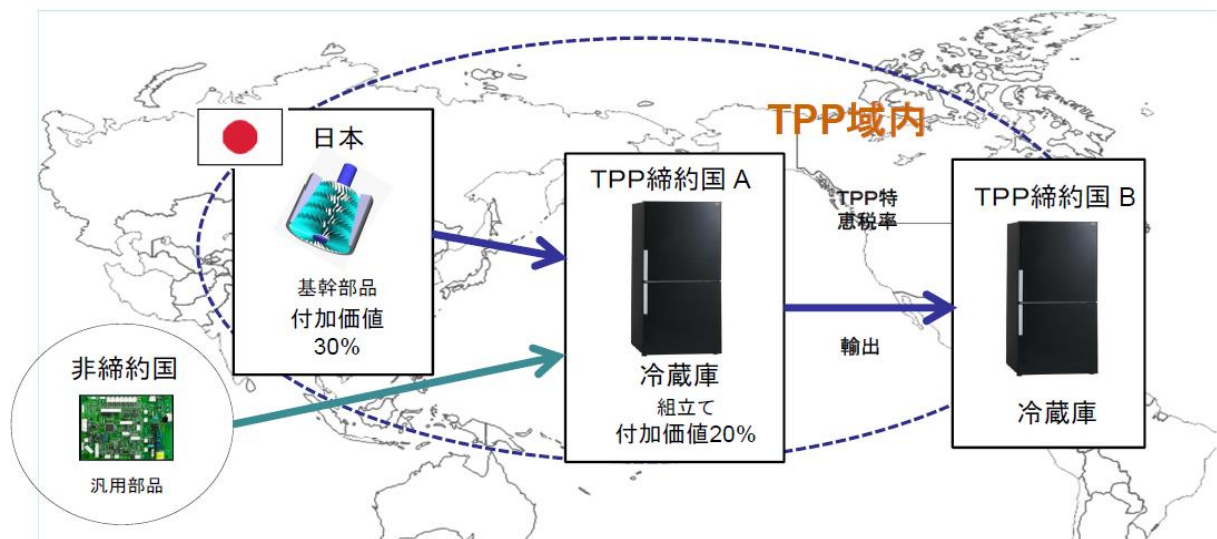 TPP域内
日本
基幹部品
付加価値
30%
非締約国
汎用部品
TPP締約国 A
冷蔵庫
組立て
付加価値20%
TPP特
恵税率
輸出
TPP締約国 B
冷蔵庫